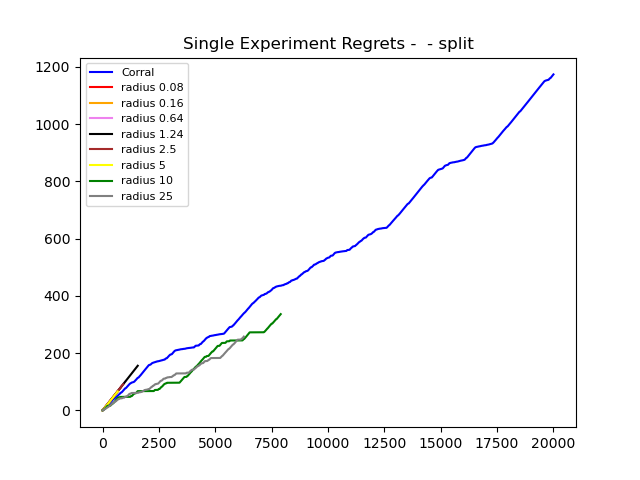 Single Experiment Regrets -  - split
1200
1000
800
600
400
200
0
Corral
radius 0.08
radius 0.16
radius 0.64
radius 1.24
radius 2.5
radius 5
radius 10
radius 25
0 2500 5000 7500 10000 12500 15000 17500 20000